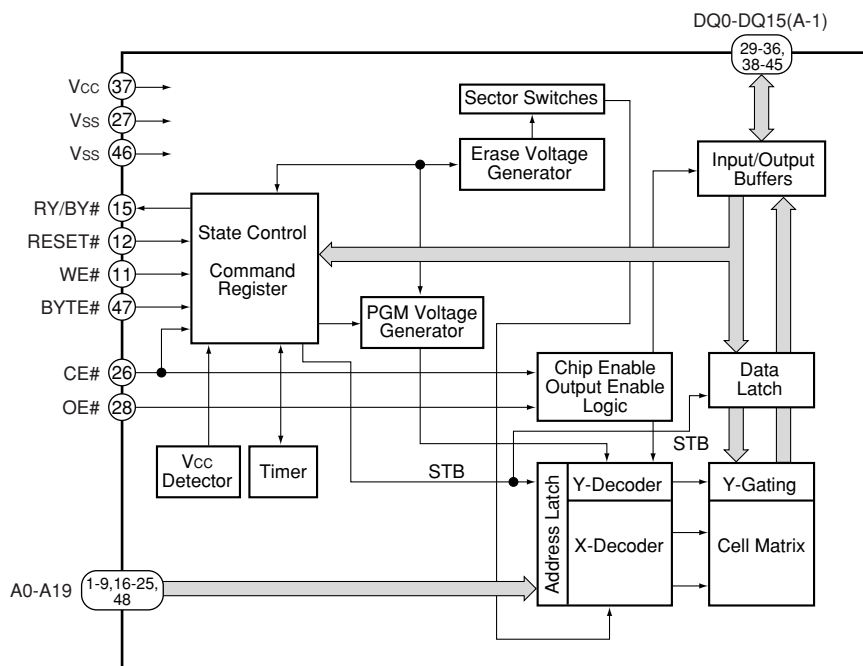 DQ0-DQ15(A-1)
29-36,
38-45
VCC 37
VSS 27
VSS 46
Sector Switches
Erase Voltage
Generator
Input/Output
Buffers
RY/BY# 15
RESET# 12
WE# 11
BYTE# 47
State Control
Command
Register
PGM Voltage
Generator
CE# 26
OE# 28
Chip Enable
Output Enable
Logic
Data
Latch
STB
VCC
Detector
Timer
STB
Address Latch
Y-Decoder
Y-Gating
X-Decoder
Cell Matrix
A0-A19
1-9,16-25,
48